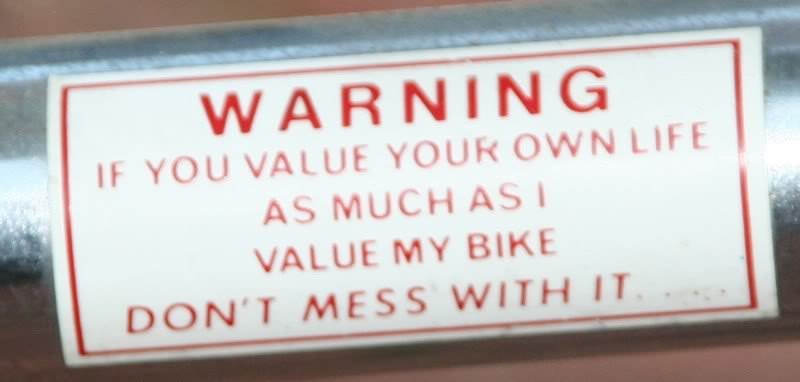 WARNING
IF YOU VALUE YOUR OWN LIFE
AS MUCH AS I
VALUE MY BIKE
DON'T MESS WITH IT.....